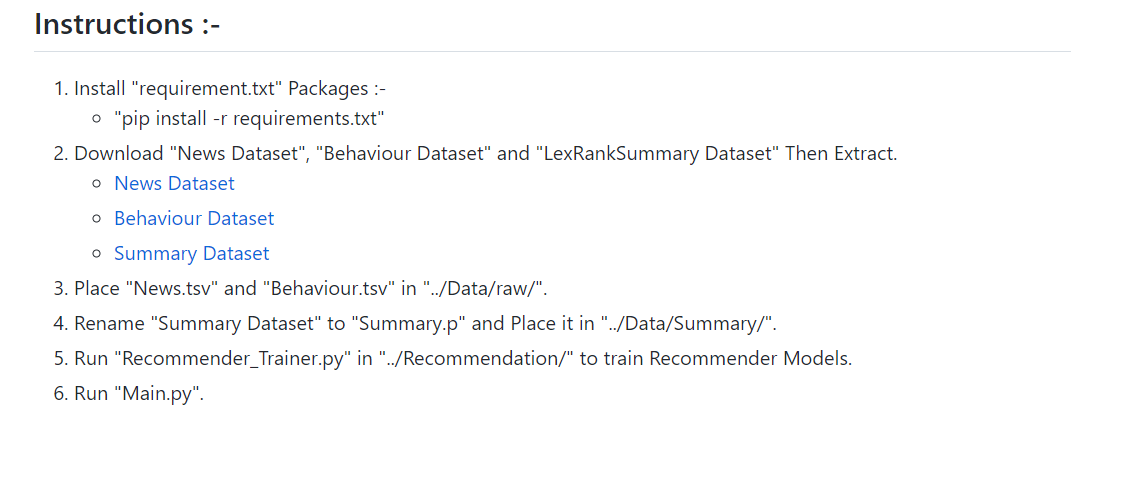 Instructions :-
1. Install "requirement.txt" Packages :-
○ "pip install -r requirements.txt"
2. Download "News Dataset", "Behaviour Dataset" and "LexRankSummary Dataset" Then Extract.
○ News Dataset
○ Behaviour Dataset
○ Summary Dataset
3. Place "News.tsv" and "Behaviour.tsv" in "../Data/raw/".
4. Rename "Summary Dataset" to "Summary.p" and Place it in "../Data/Summary/".
5. Run "Recommender_Trainer.py" in "../Recommendation/" to train Recommender Models.
6. Run "Main.py".